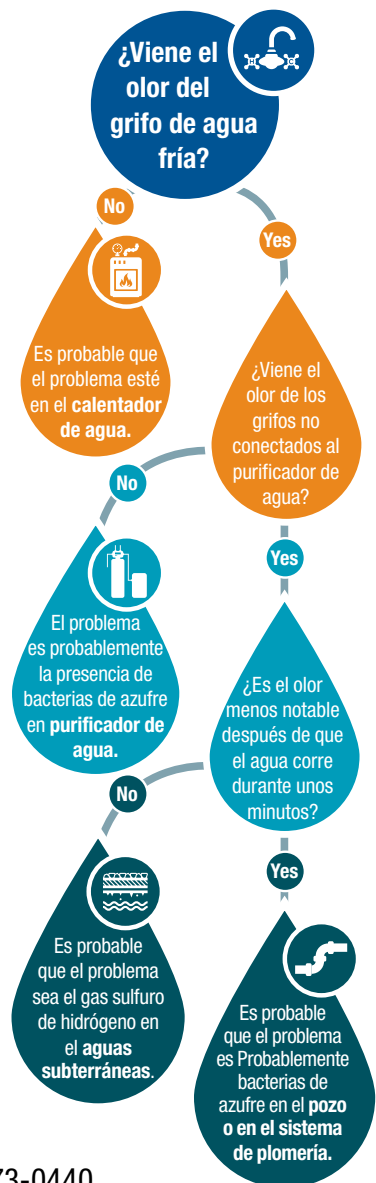 ¿Viene el
olor del
grifo de agua
fría?
H C
No
Yes
Es probable que
el problema esté
en el calentador
de agua.
¿Viene el
olor de los
grifos no
conectados al
purificador de
agua?
No
Yes
El problema
es probablemente
la presencia de
bacterias de azufre
en purificador de
agua.
¿Es el olor
menos notable
después de que
el agua corre
durante unos
minutos?
No
Yes
Es probable
que el problema
sea el gas sulfuro
de hidrógeno en
el aguas
subterráneas.
Es probable
que el problema
es Probablemente
bacterias de
azufre en el pozo
o en el sistema
de plomería.